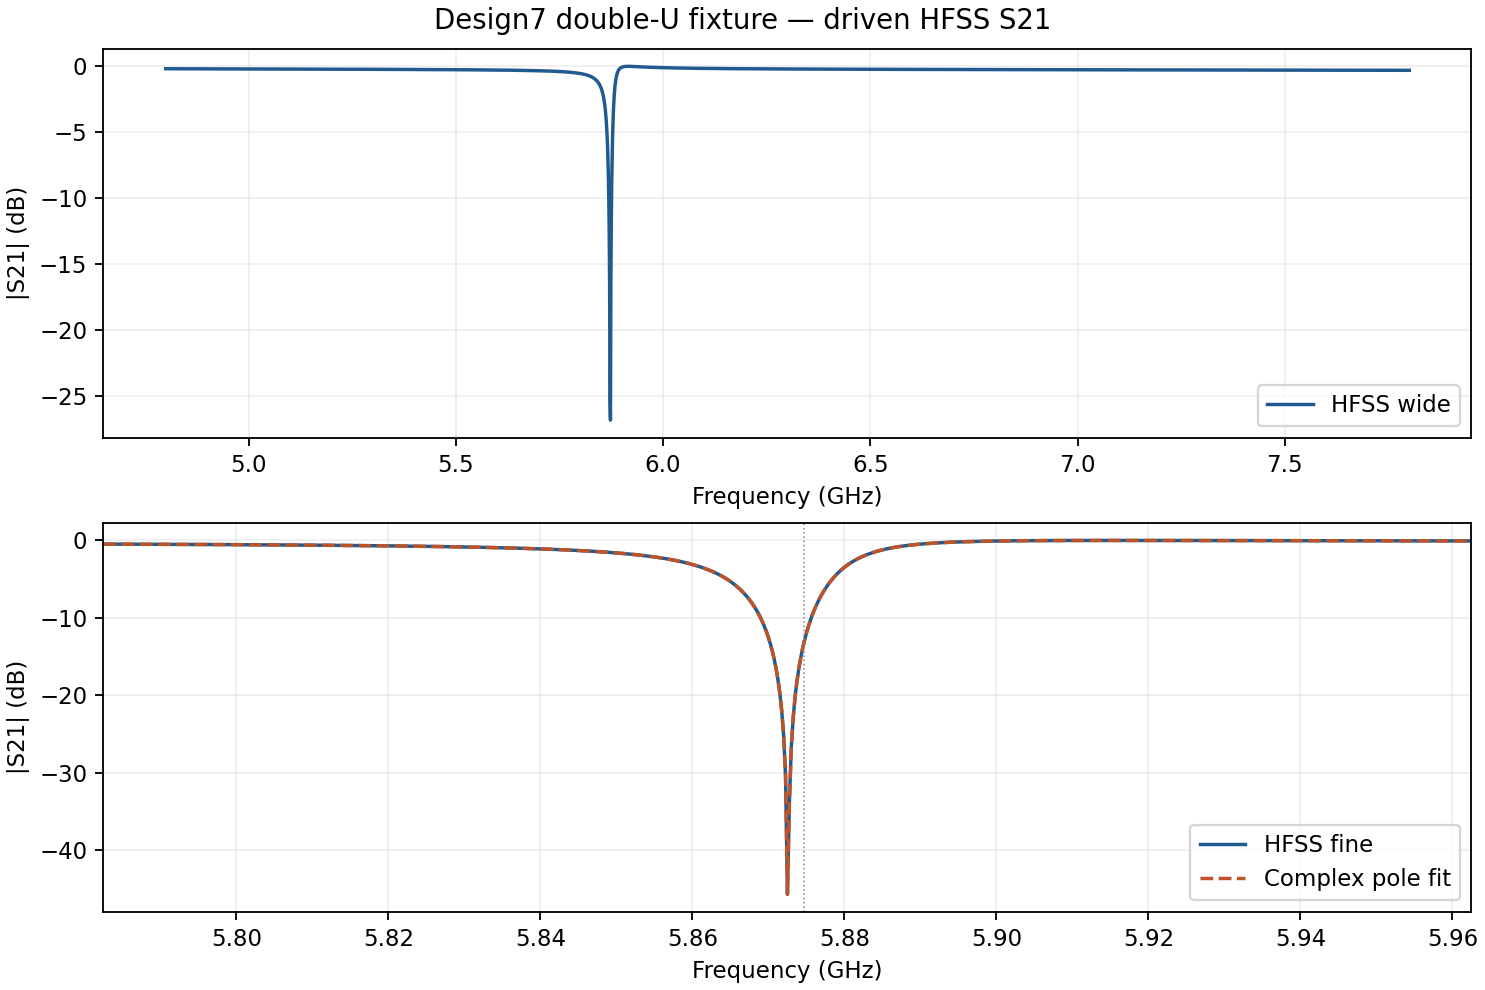 Design7 double-U fixture — driven HFSS S21
0
−5
−10
−15
−20
−25
|S21| (dB)
HFSS wide
5.0 5.5 6.0 6.5 7.0 7.5
Frequency (GHz)
0
−10
−20
−30
−40
|S21| (dB)
HFSS fine
Complex pole fit
5.80 5.82 5.84 5.86 5.88 5.90 5.92 5.94 5.96
Frequency (GHz)